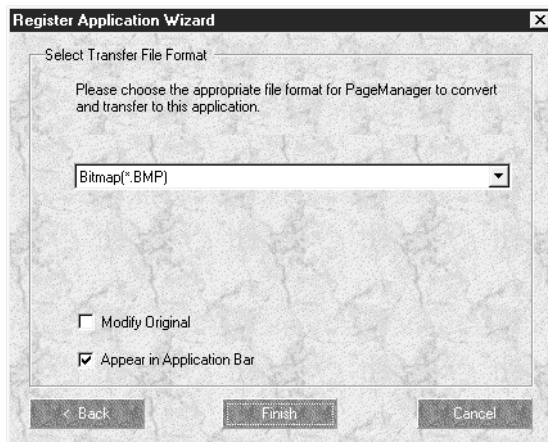 Register Application Wizard
Select Transfer File Format
Please choose the appropriate file format for PageManager to convert
and transfer to this application.
Bitmap(*.BMP)
Modify Original
Appear in Application Bar
< Back
Finish
Cancel